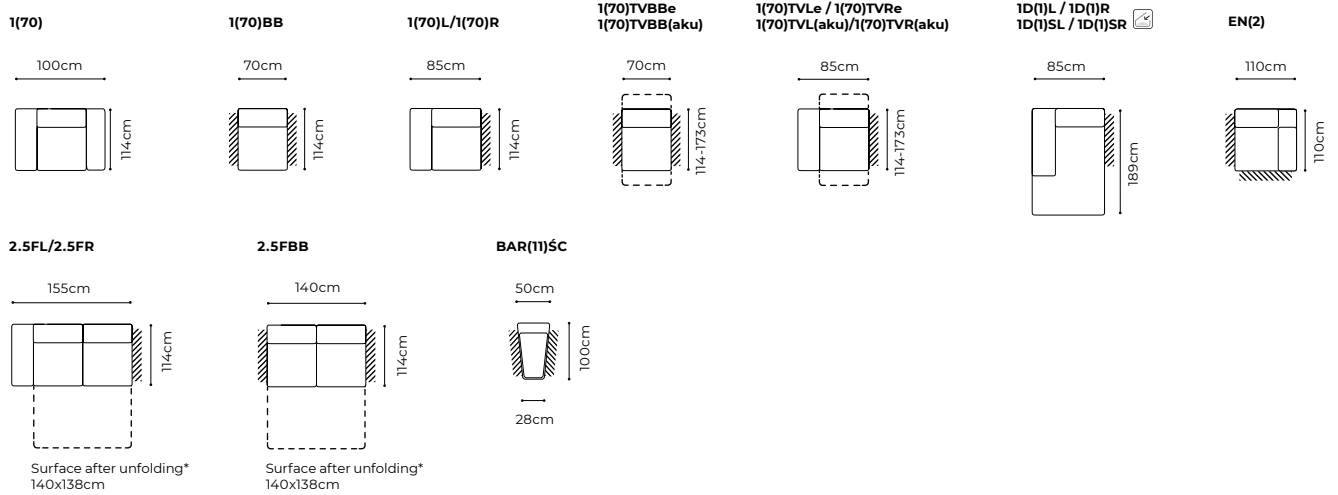 1(70)
1(70)BB
1(70)L/1(70)R
1(70)TVBBe
1(70)TVBB(aku)
1(70)TVLe / 1(70)TVRe
1(70)TVL(aku)/1(70)TVR(aku)
1D(1)L / 1D(1)R
1D(1)SL / 1D(1)SR
EN(2)
100cm
114cm
70cm
114cm
85cm
114cm
70cm
114-173cm
85cm
114-173cm
85cm
189cm
110cm
110cm
2.5FL/2.5FR
2.5FBB
BAR(11)ŚC
155cm
114cm
Surface after unfolding*
140x138cm
140cm
114cm
Surface after unfolding*
140x138cm
50cm
100cm
28cm